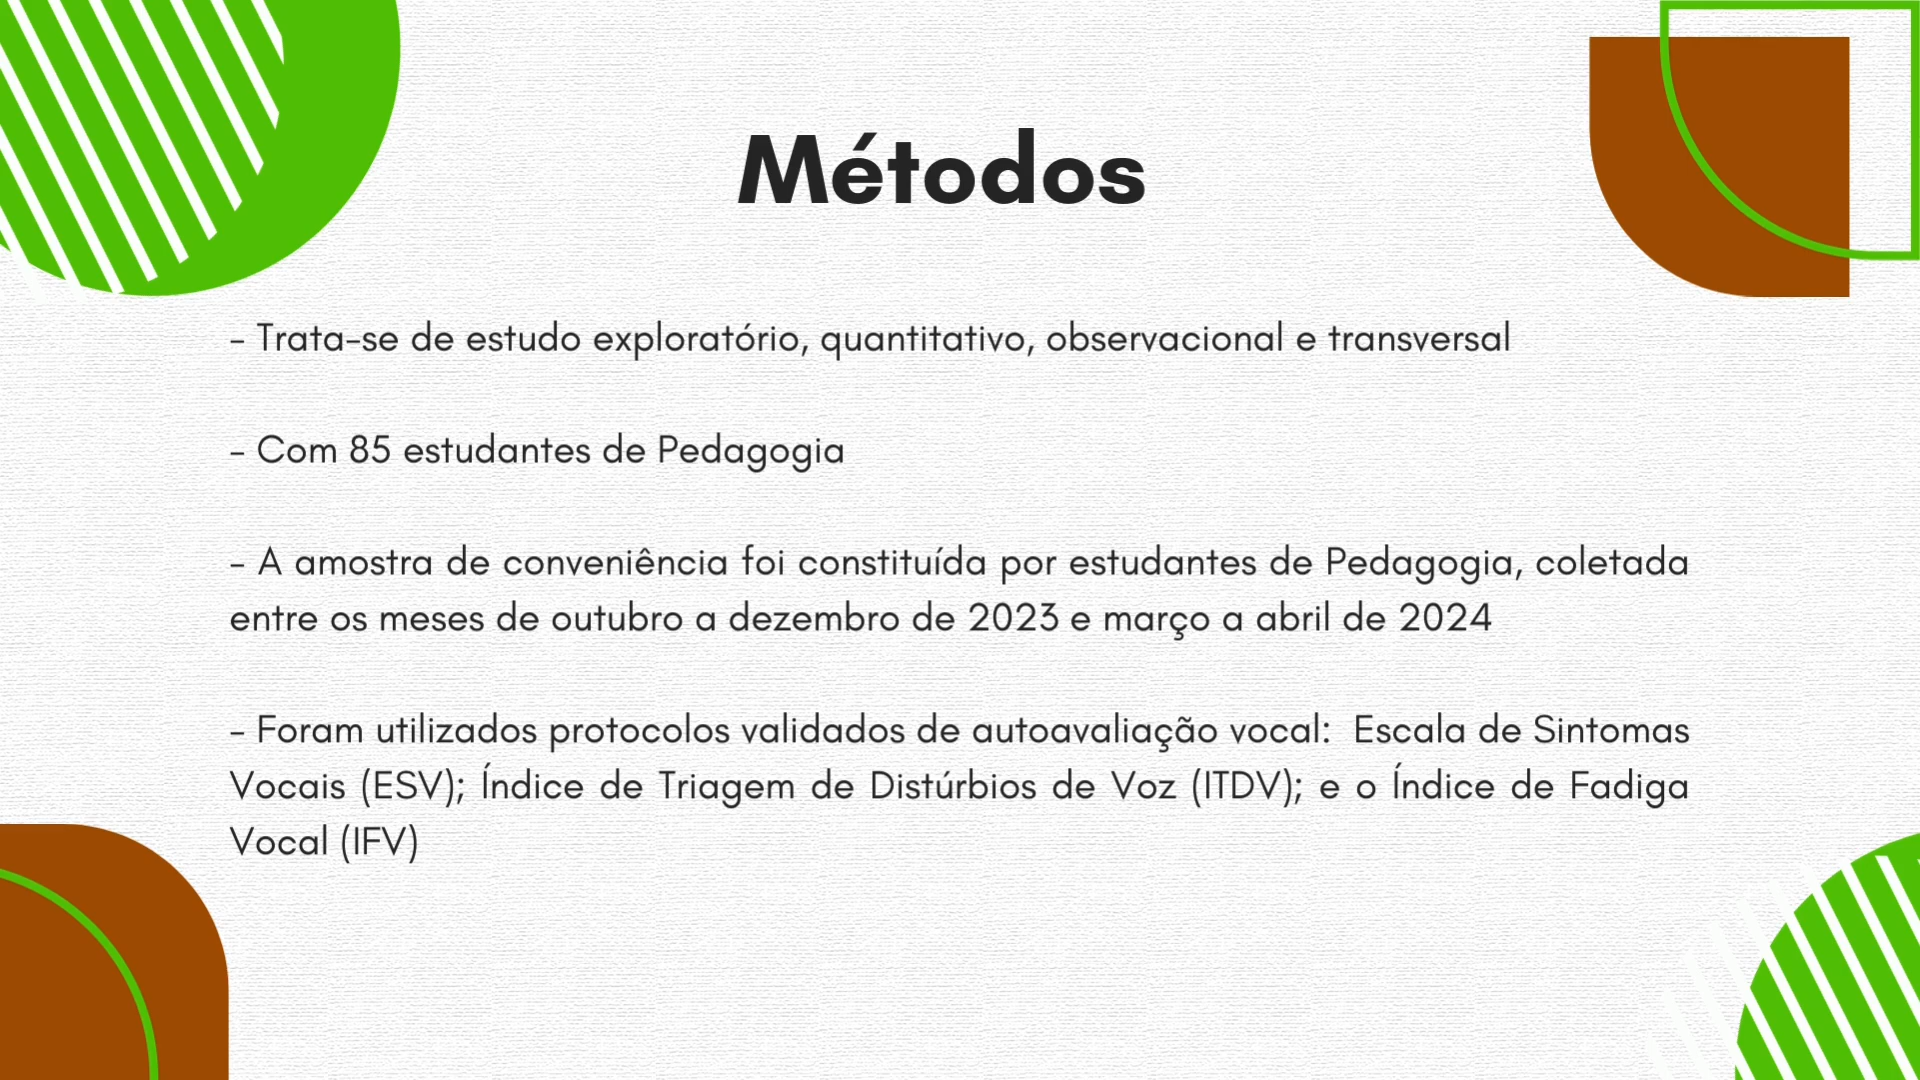 Métodos
- Trata-se de estudo exploratório, quantitativo, observacional e transversal
- Com 85 estudantes de Pedagogia
- A amostra de conveniência foi constituída por estudantes de Pedagogia, coletada
entre os meses de outubro a dezembro de 2023 e março a abril de 2024
- Foram utilizados protocolos validados de autoavaliação vocal:  Escala de Sintomas
Vocais (ESV); Índice de Triagem de Distúrbios de Voz (ITDV); e o Índice de Fadiga
Vocal (IFV)